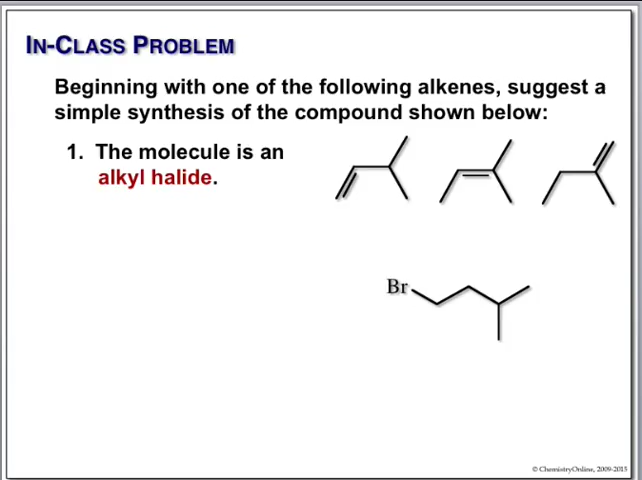 IN-CLASS PROBLEM
Beginning with one of the following alkenes, suggest a
simple synthesis of the compound shown below:
1. The molecule is an
alkyl halide.
Br
© ChemistryOnline, 2009-2015